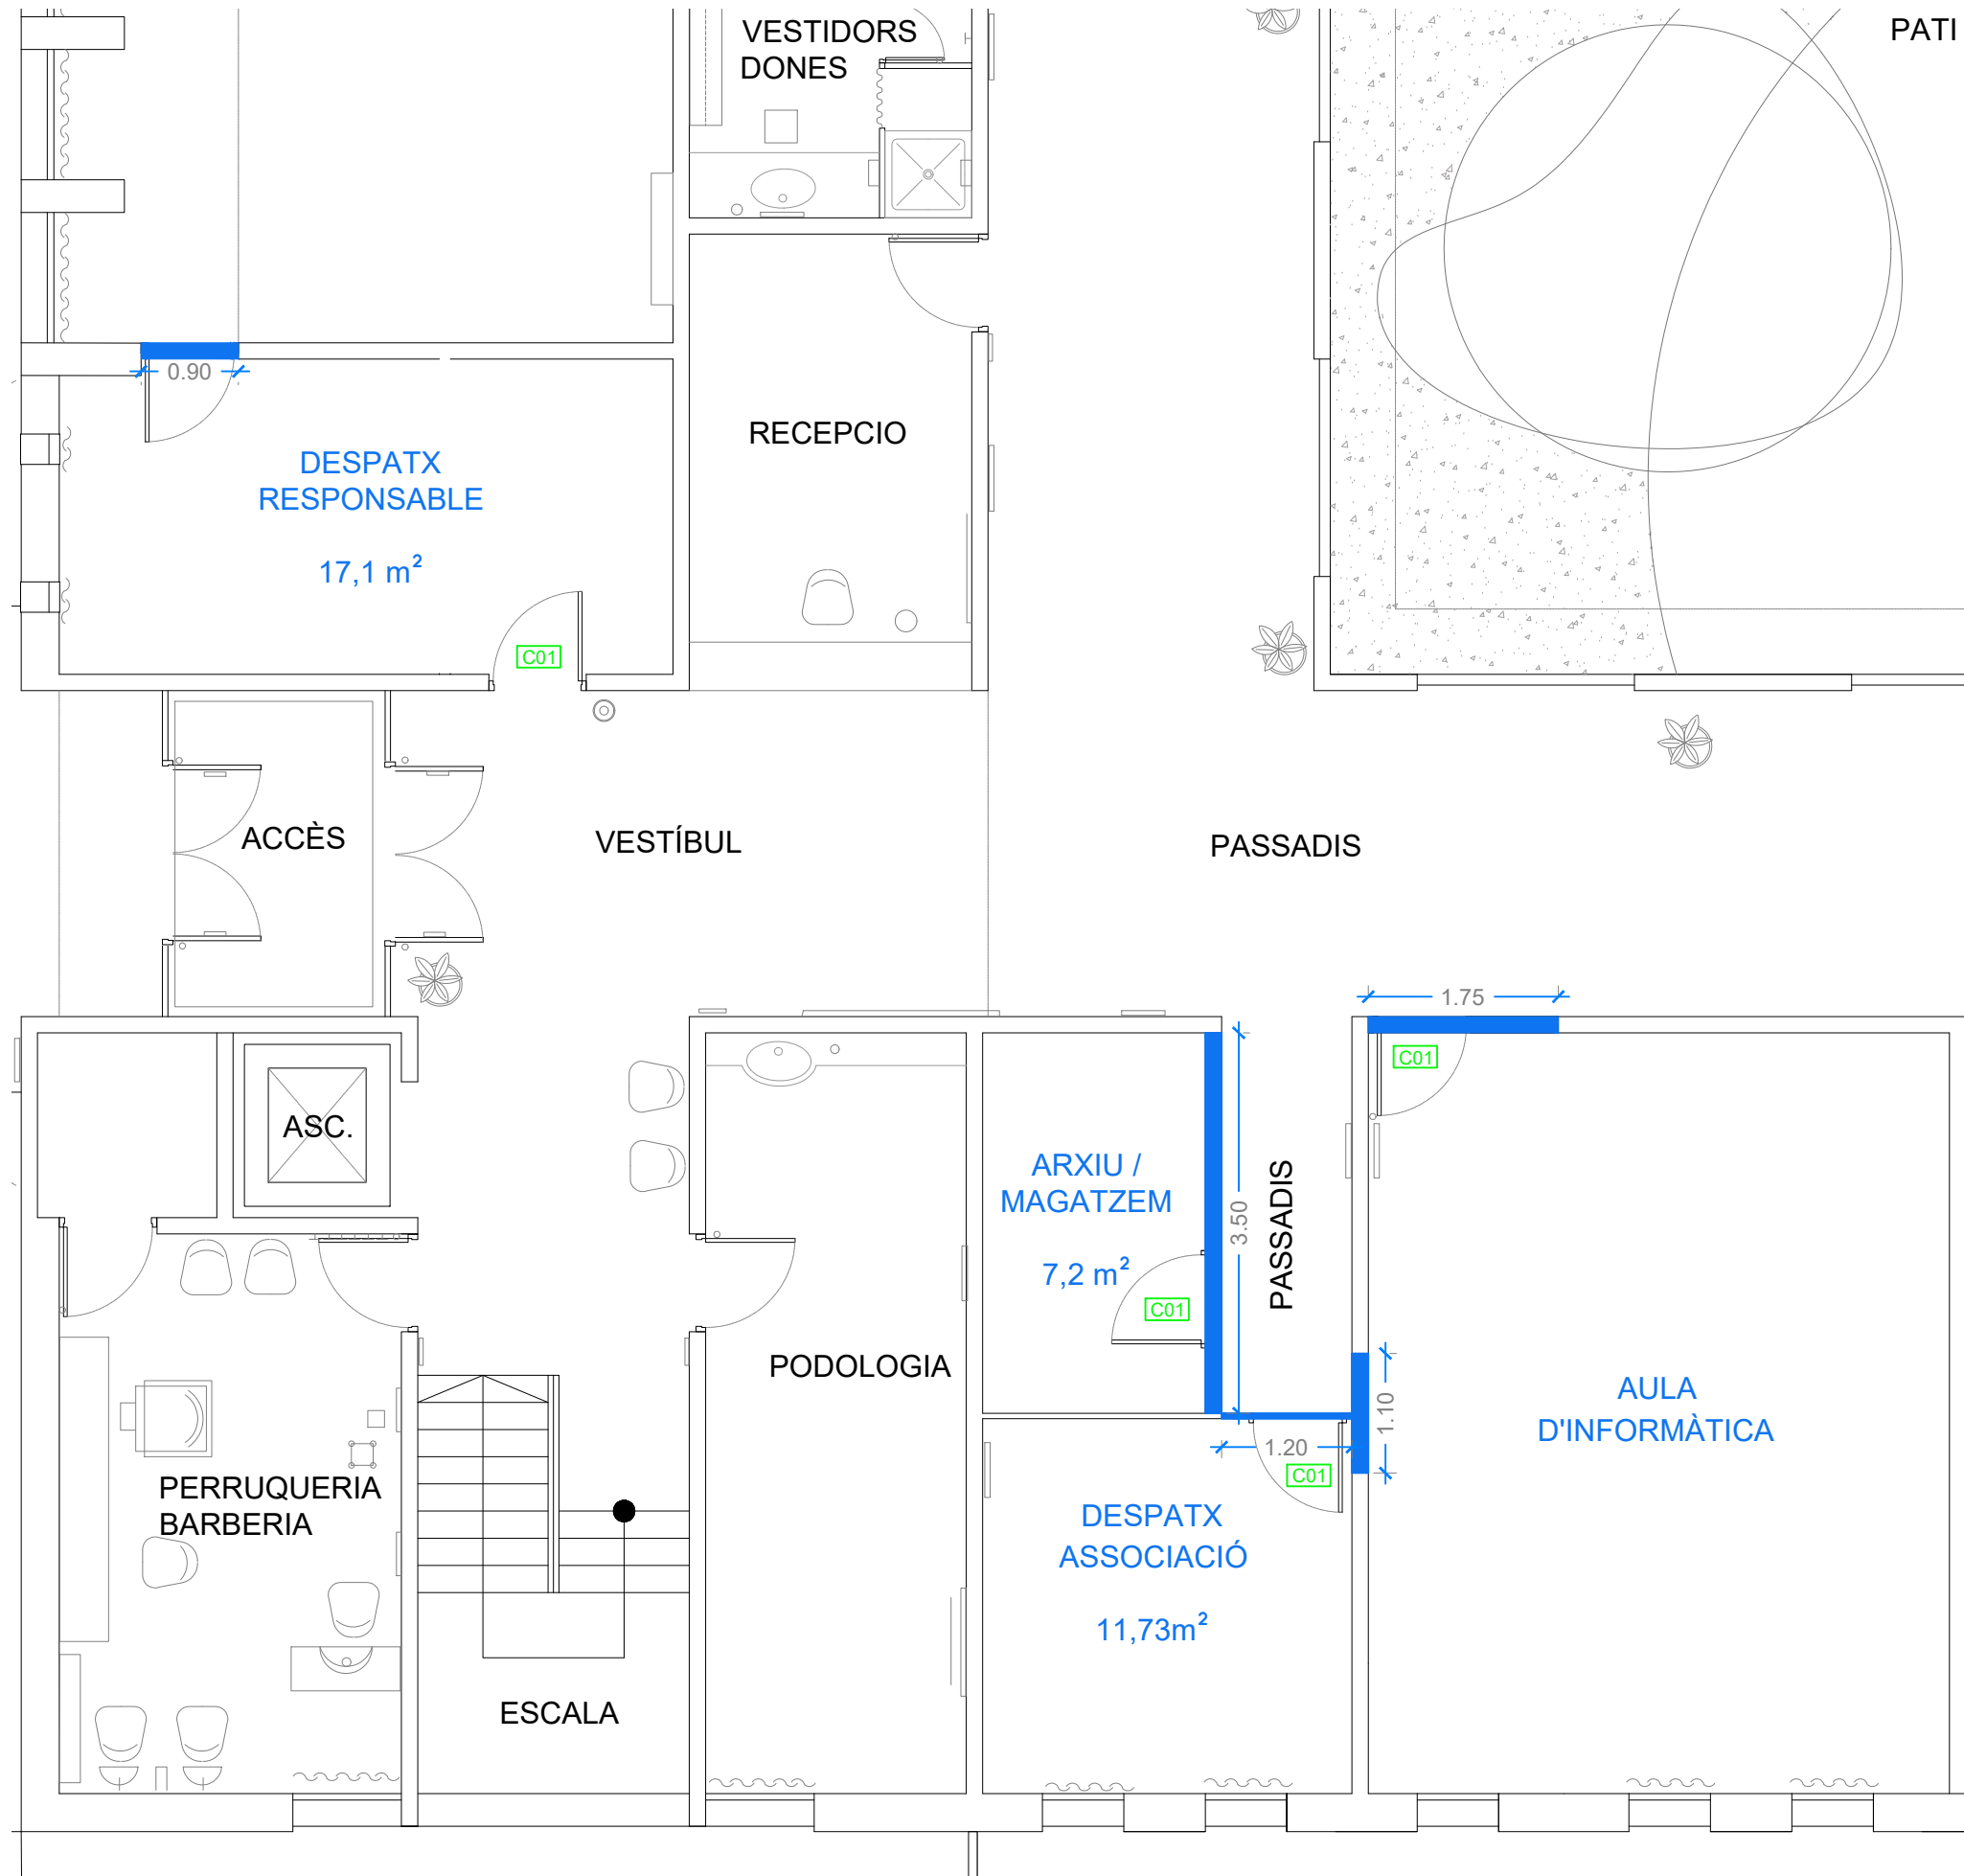 VESTIDORS
DONES
PATI
0.90
DESPATX
RESPONSABLE
17,1 m²
RECEPCIO
C01
ACCÈS
VESTÍBUL
PASSADIS
1.75
C01
ASC.
ARXIU /
MAGATZEM
7,2 m²
C01
3.50
PASSADIS
PODOLOGIA
1.10
AULA
D'INFORMÀTICA
1.20
C01
PERRUQUERIA
BARBERIA
DESPATX
ASSOCIACIÓ
11,73m²
ESCALA